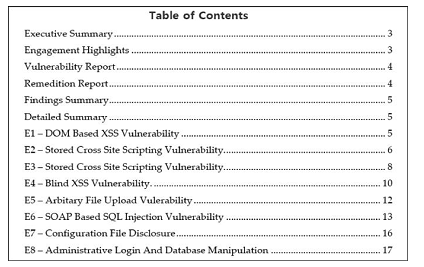 Table of Contents
Executive Summary........................................................ 3
Engagement Highlights........................................................ 3
Vulnerability Report........................................................ 4
Remedition Report........................................................ 4
Findings Summary........................................................ 5
Detailed Summary........................................................ 5
E1 – DOM Based XSS Vulnerability........................................................ 5
E2 – Stored Cross Site Scripting Vulnerability........................................................ 6
E3 – Stored Cross Site Scripting Vulnerability........................................................ 8
E4 – Blind XSS Vulnerability......................................................... 10
E5 – Arbitary File Upload Vulerability........................................................ 12
E6 – SOAP Based SQL Injection Vulnerability........................................................ 13
E7 – Configuration File Disclosure........................................................ 16
E8 – Administrative Login And Database Manipulation........................................ 17